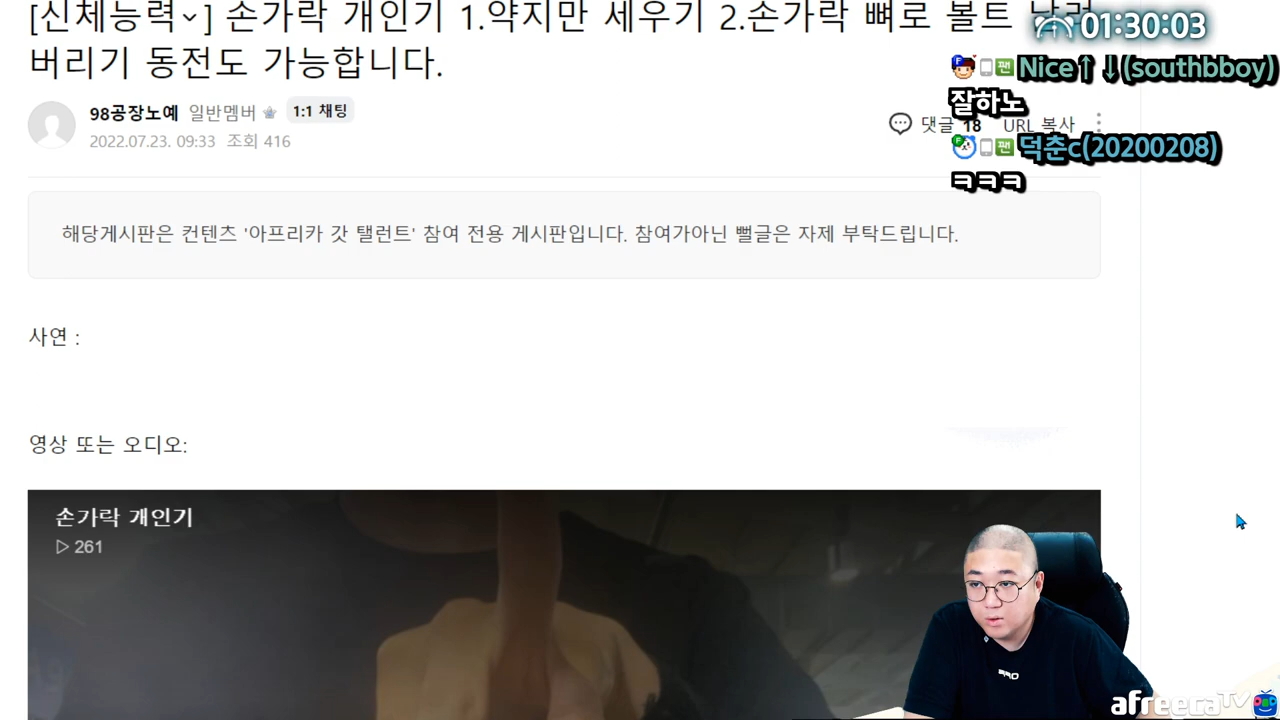 [신체능력] 손가락 개인기 1.약지만 세우기 2.손가락 뼈로 볼트 날려
버리기 동전도 가능합니다.
01:30:03
98공장노예 일반멤버 1:1 채팅
2022.07.23. 09:33 조회 416
댓글 18 URL 복사
Nice↑↓(southbboy)
잘하노
덕춘c(20200208)
ㅋㅋㅋ
해당게시판은 컨텐츠 '아프리카 갓 탤런트' 참여 전용 게시판입니다. 참여가아닌 뻘글은 자제 부탁드립니다.
사연 :
영상 또는 오디오:
손가락 개인기
261
afreecaTV